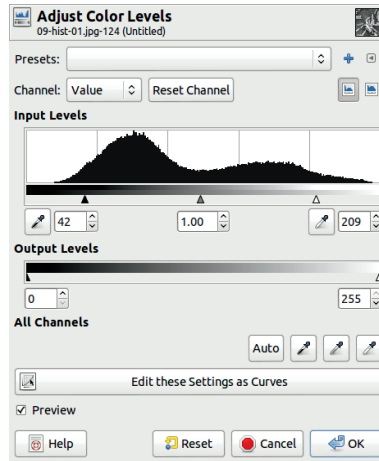 Adjust Color Levels
09-hist-01.jpg-124 (Untitled)
Presets:
Channel: Value Reset Channel
Input Levels
42 1.00 209
Output Levels
0 255
All Channels
Auto
Edit these Settings as Curves
Preview
Help Reset Cancel OK